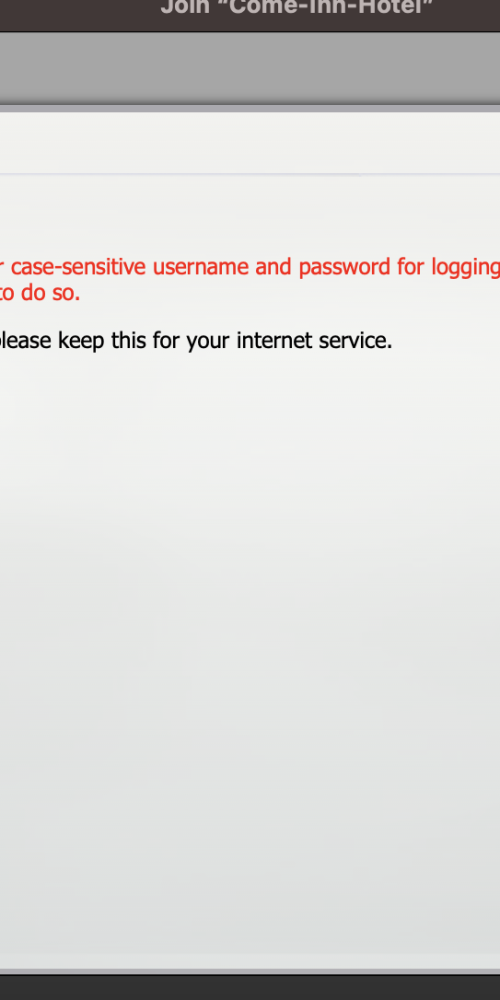 Join “Come-Inn-Hotel”
r case-sensitive username and password for logging
to do so.
please keep this for your internet service.